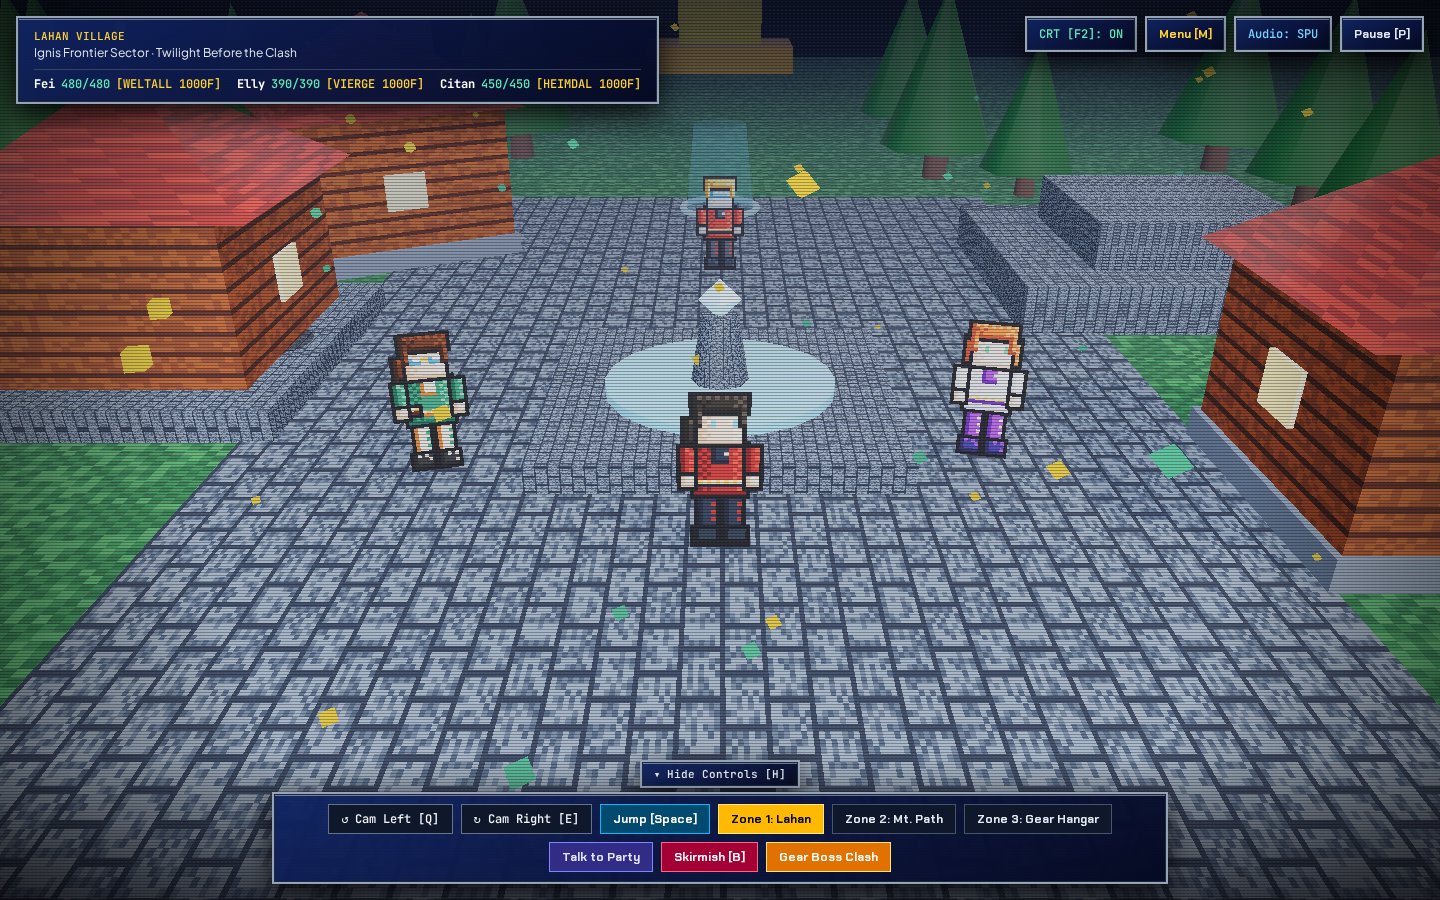 LAHAN VILLAGE
Ignis Frontier Sector · Twilight Before the Clash
Fei 480/480 [WELTALL 1000F] Elly 390/390 [VIERGE 1000F] Citan 450/450 [HEIMDAL 1000F]
CRT [F2]: ON
Menu [M]
Audio: SPU
Pause [P]
▾ Hide Controls [H]
↺ Cam Left [Q]
↻ Cam Right [E]
Jump [Space]
Zone 1: Lahan
Zone 2: Mt. Path
Zone 3: Gear Hangar
Talk to Party
Skirmish [B]
Gear Boss Clash